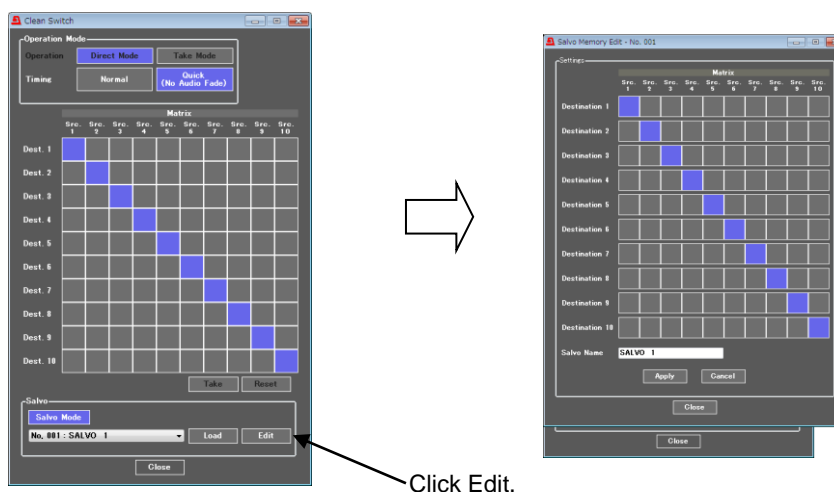 Clean Switch
Operation Mode
Operation Direct Mode Take Mode
Timing Normal Quick
(No Audio Fade)
Matrix
Src. Src. Src. Src. Src. Src. Src. Src. Src. Src.
1 2 3 4 5 6 7 8 9 10
Dest. 1
Dest. 2
Dest. 3
Dest. 4
Dest. 5
Dest. 6
Dest. 7
Dest. 8
Dest. 9
Dest. 10
Take Reset
Salvo
Salvo Mode
No. 001 : SALVO 1 Load Edit
Close
Click Edit.
Salvo Memory Edit - No. 001
Settings
Matrix
Src. Src. Src. Src. Src. Src. Src. Src. Src. Src.
1 2 3 4 5 6 7 8 9 10
Destination 1
Destination 2
Destination 3
Destination 4
Destination 5
Destination 6
Destination 7
Destination 8
Destination 9
Destination 10
Salvo Name SALVO 1
Apply Cancel
Close
Close